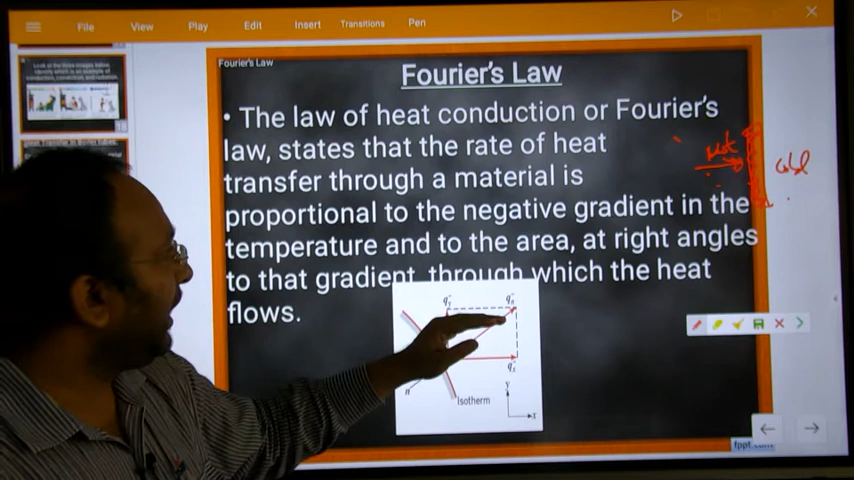 File View Play Edit Insert Transitions Pen
Fourier's Law
Fourier's Law
• The law of heat conduction or Fourier's
law, states that the rate of heat
transfer through a material is
proportional to the negative gradient in the
temperature and to the area, at right angles
to that gradient, through which the heat
flows.
Hot
cold
q″y q″n
q″x
n
Isotherm
y
x
fppt.com